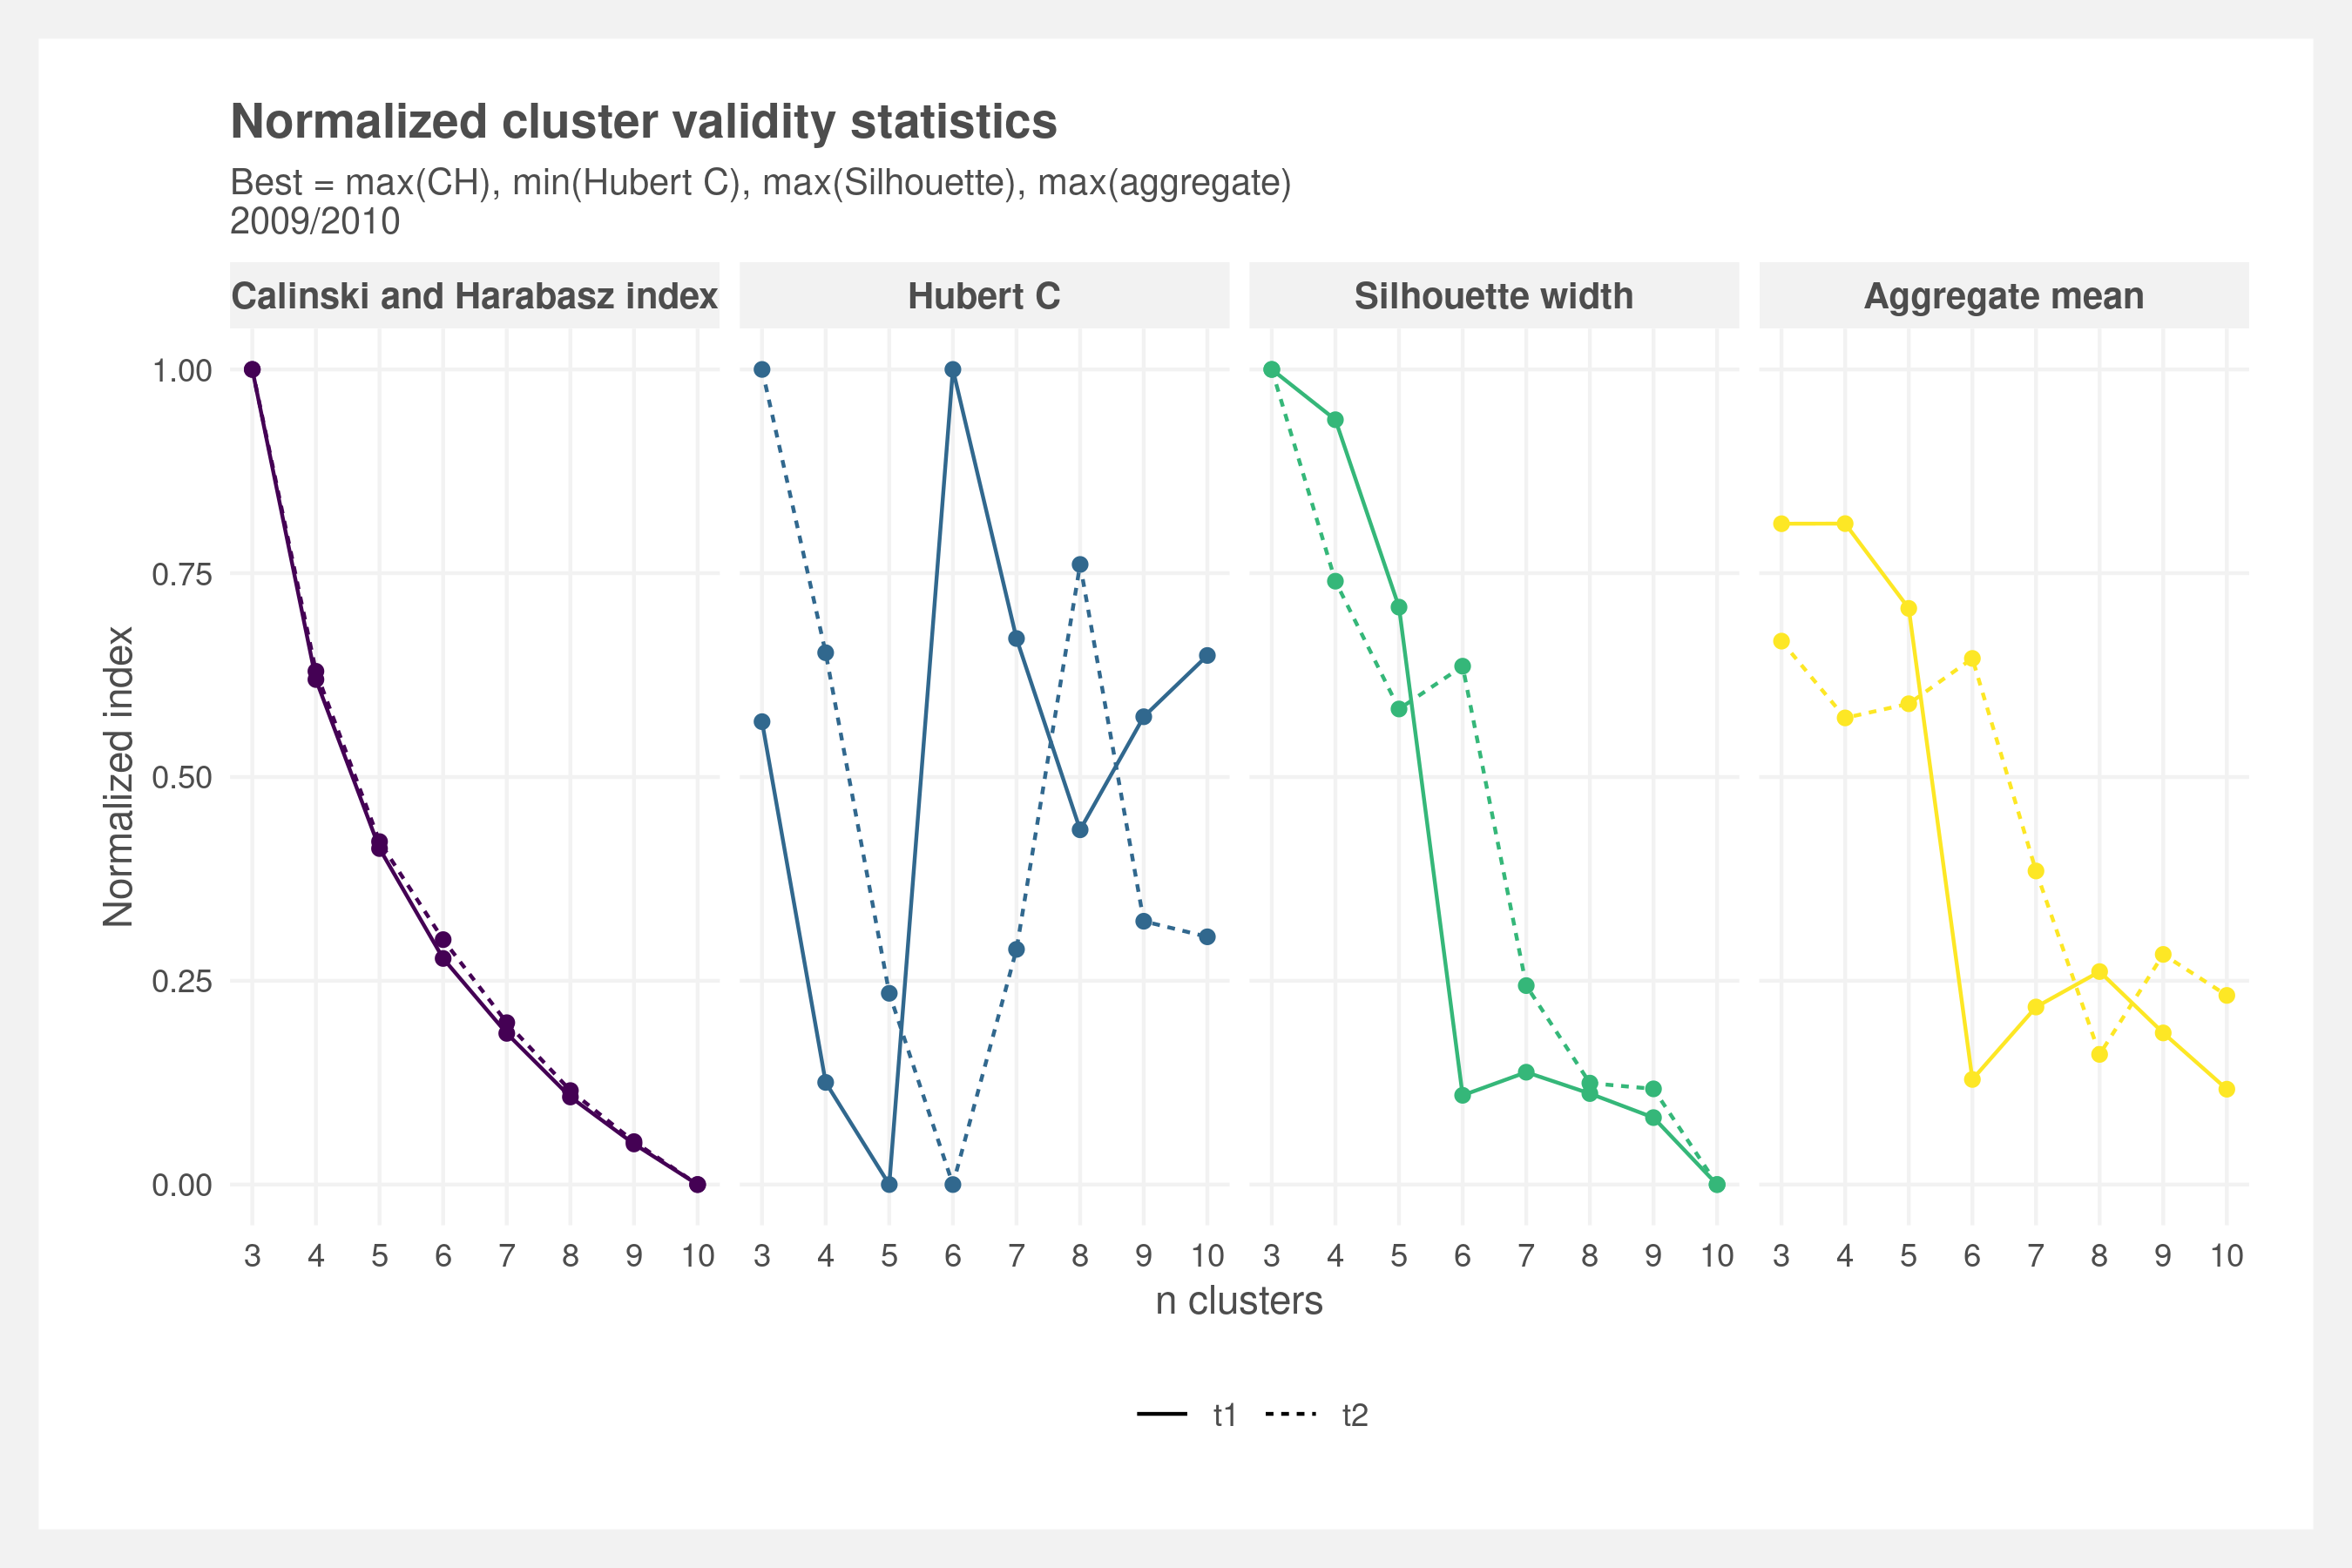 Normalized cluster validity statistics
Best = max(CH), min(Hubert C), max(Silhouette), max(aggregate)
2009/2010
Calinski and Harabasz index
Hubert C
Silhouette width
Aggregate mean
Normalized index
1.00
0.75
0.50
0.25
0.00
3 4 5 6 7 8 9 10
3 4 5 6 7 8 9 10
3 4 5 6 7 8 9 10
3 4 5 6 7 8 9 10
n clusters
t1 t2